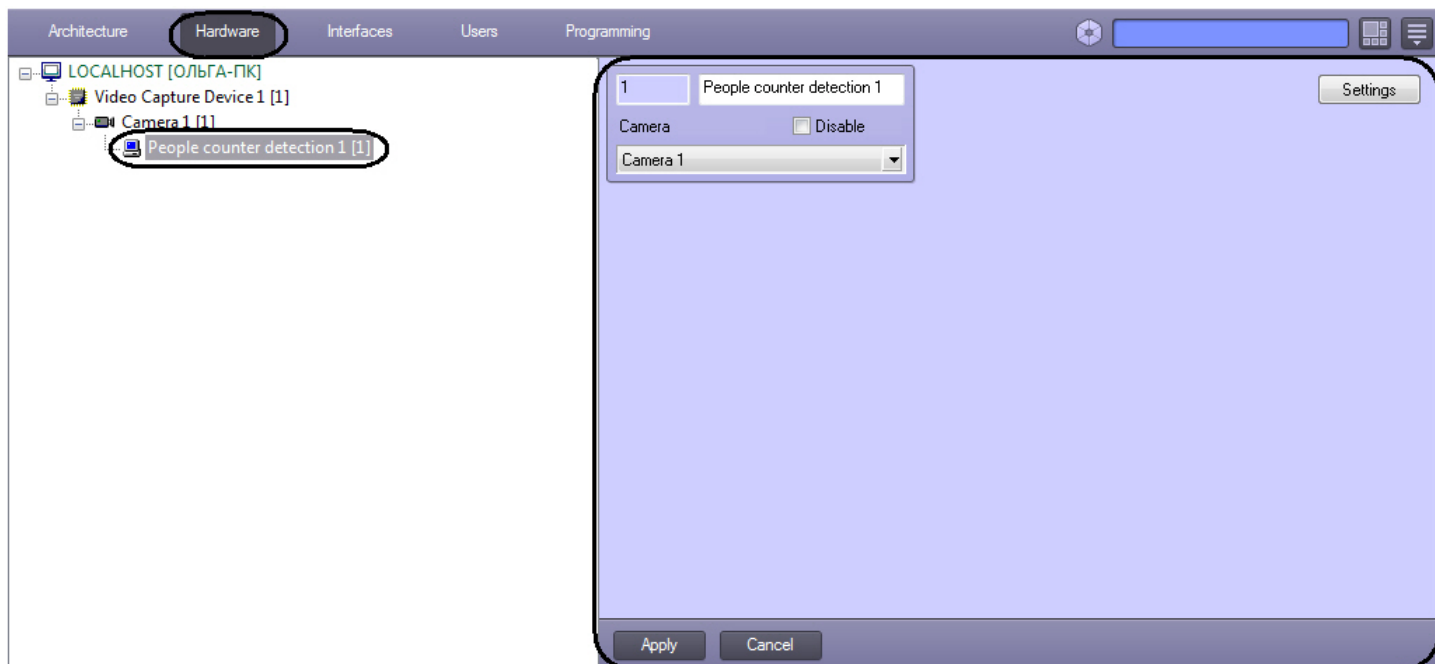 Architecture Hardware Interfaces Users Programming
LOCALHOST [ОЛЬГА-ПК]
Video Capture Device 1 [1]
Camera 1 [1]
People counter detection 1 [1]
1 People counter detection 1 Settings
Camera Disable
Camera 1
Apply Cancel